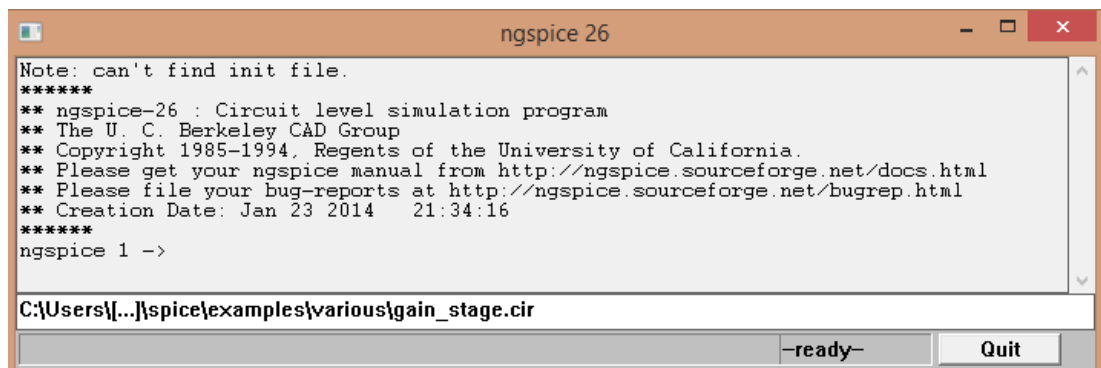 ngspice 26
Note: can't find init file.
******
** ngspice-26 : Circuit level simulation program
** The U. C. Berkeley CAD Group
** Copyright 1985-1994, Regents of the University of California.
** Please get your ngspice manual from http://ngspice.sourceforge.net/docs.html
** Please file your bug-reports at http://ngspice.sourceforge.net/bugrep.html
** Creation Date: Jan 23 2014   21:34:16
******
ngspice 1 ->
C:\Users\[...]\spice\examples\various\gain_stage.cir
-ready-
Quit